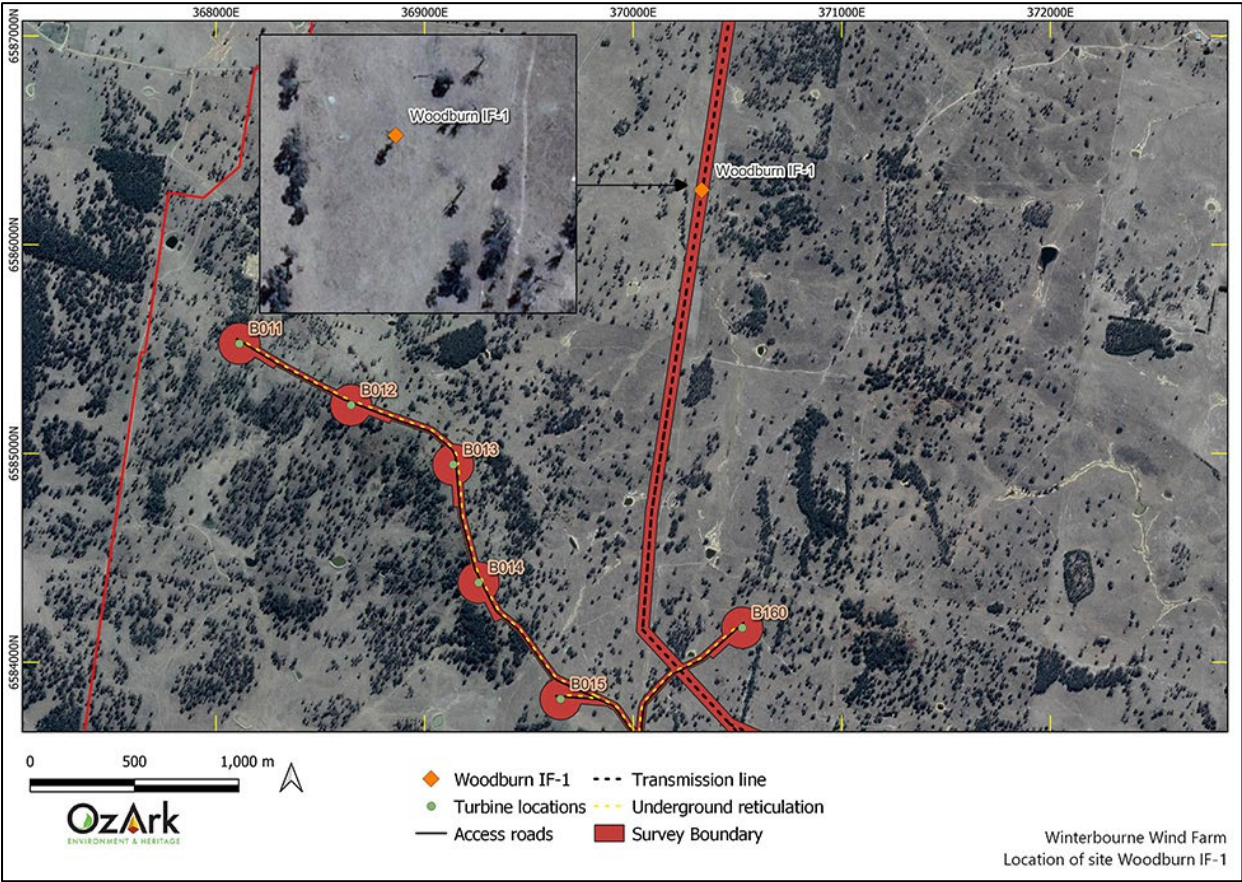 368000E 369000E 370000E 371000E 372000E
6587000N
6586000N
6585000N
6584000N
Woodburn IF-1
Woodburn IF-1
B011
B012
B013
B014
B160
B015
0 500 1,000 m
OzArk
ENVIRONMENT & HERITAGE
Woodburn IF-1
Turbine locations
Access roads
Transmission line
Underground reticulation
Survey Boundary
Winterbourne Wind Farm
Location of site Woodburn IF-1